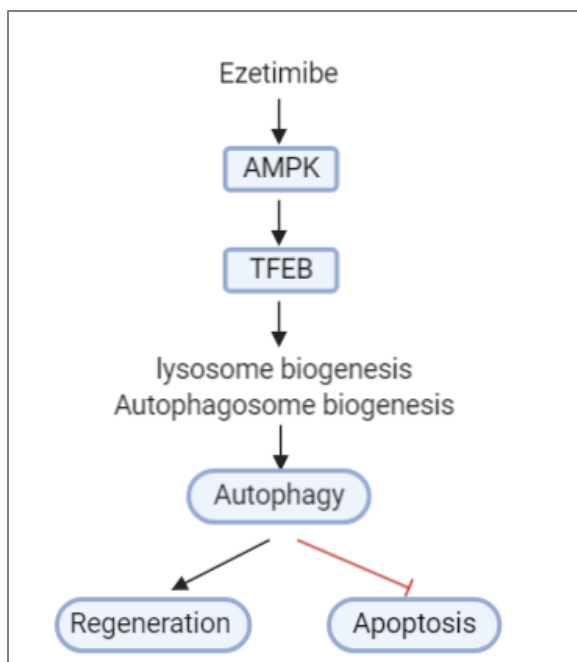 Ezetimibe
AMPK
TFEB
lysosome biogenesis
Autophagosome biogenesis
Autophagy
Regeneration
Apoptosis